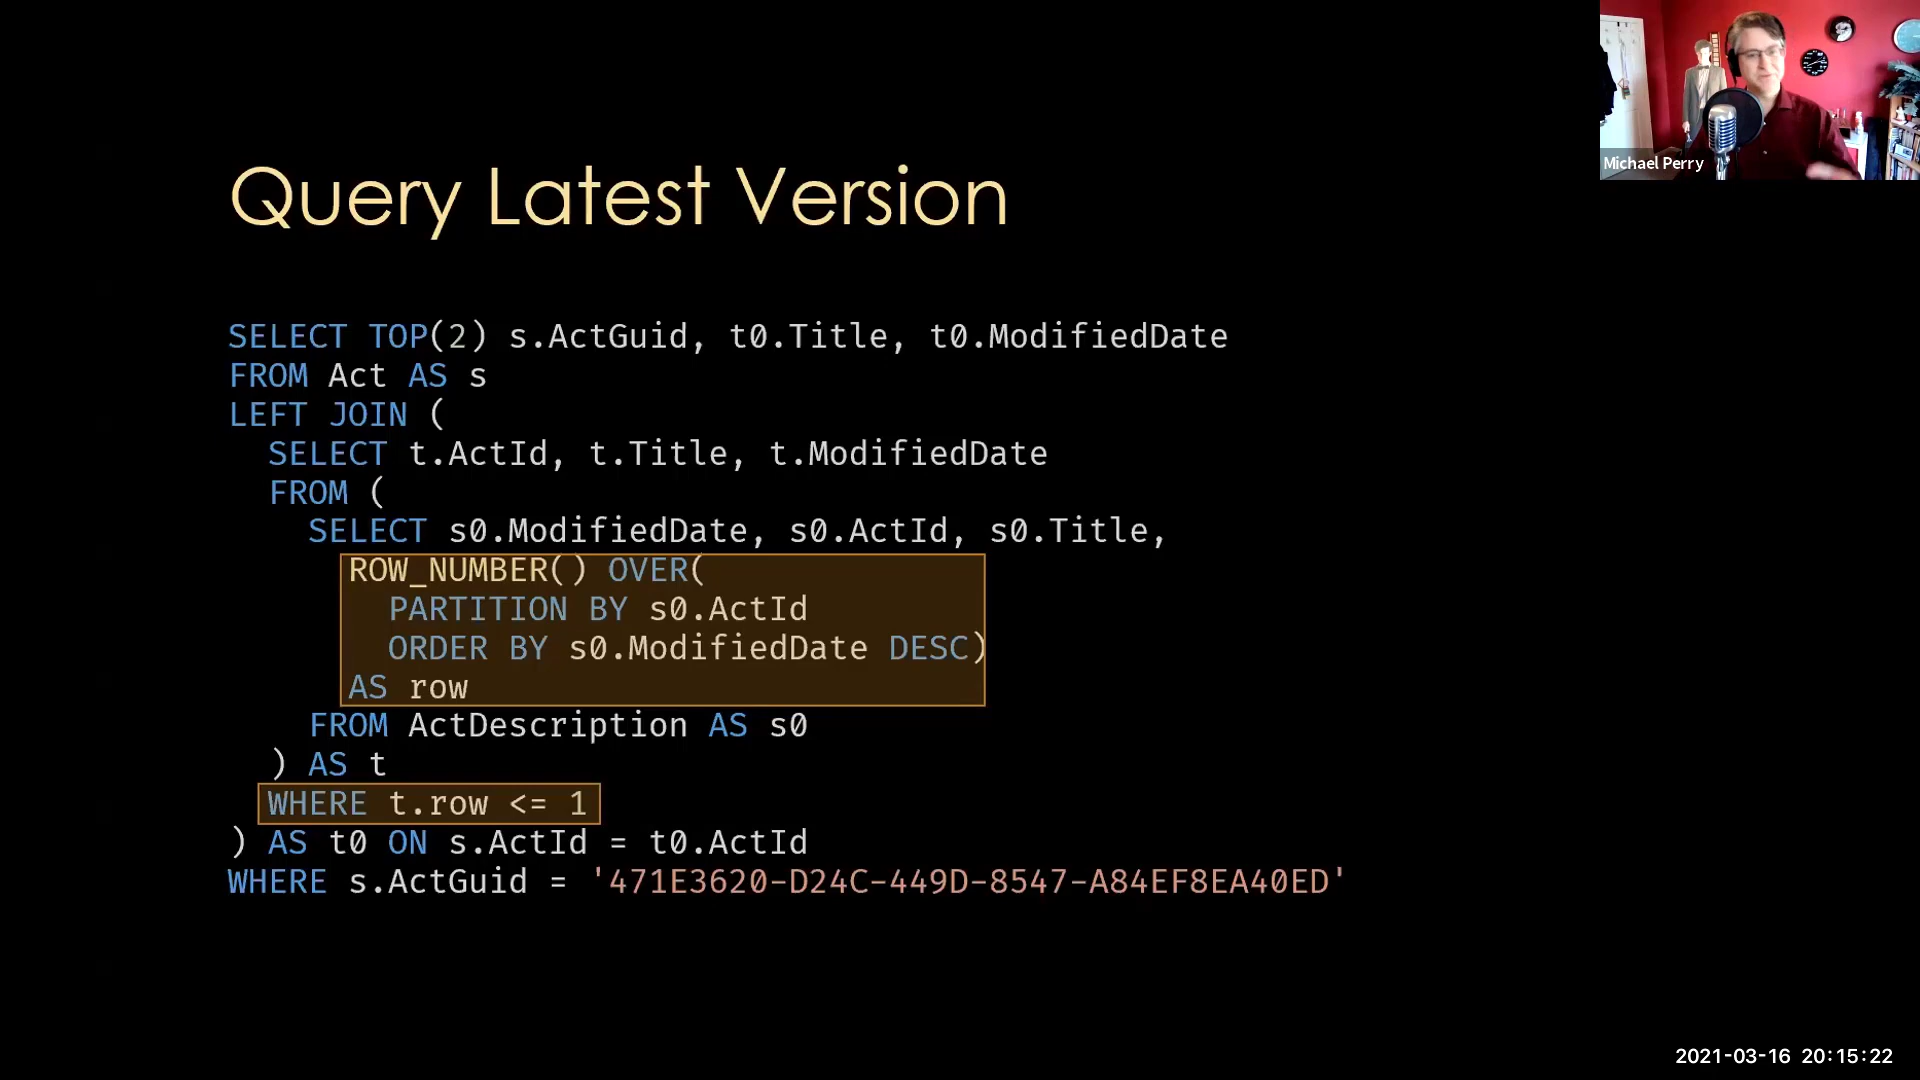 Michael Perry
Query Latest Version
SELECT TOP(2) s.ActGuid, t0.Title, t0.ModifiedDate
FROM Act AS s
LEFT JOIN (
SELECT t.ActId, t.Title, t.ModifiedDate
FROM (
SELECT s0.ModifiedDate, s0.ActId, s0.Title,
ROW_NUMBER() OVER(
PARTITION BY s0.ActId
ORDER BY s0.ModifiedDate DESC)
AS row
FROM ActDescription AS s0
) AS t
WHERE t.row <= 1
) AS t0 ON s.ActId = t0.ActId
WHERE s.ActGuid = '471E3620-D24C-449D-8547-A84EF8EA40ED'
2021-03-16 20:15:22